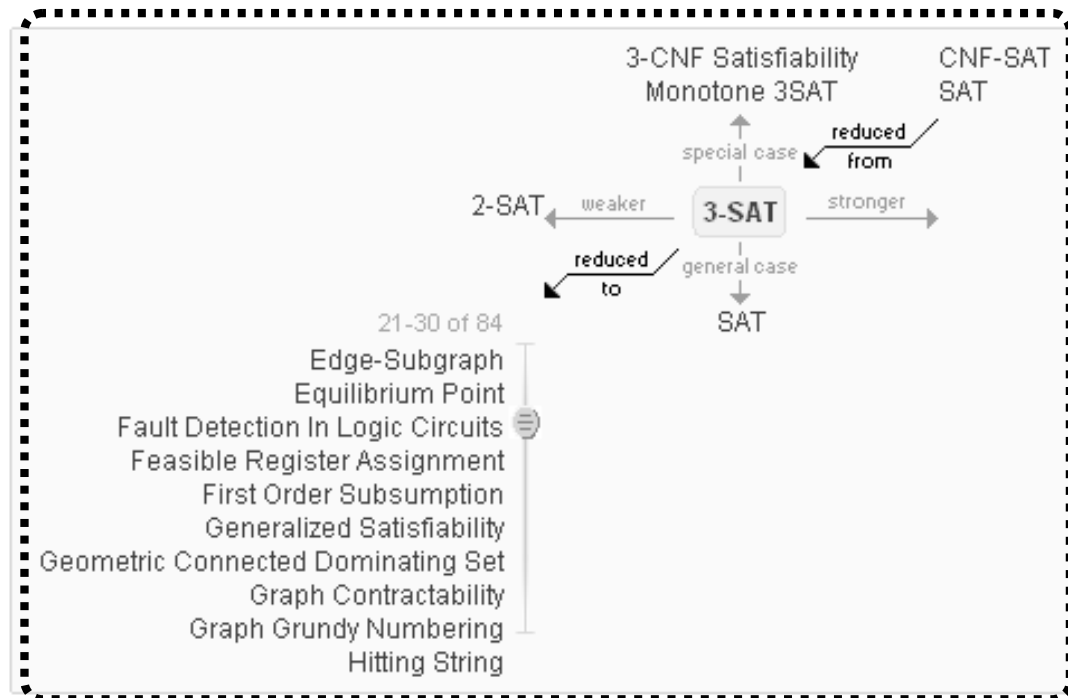 3-CNF Satisfiability
Monotone 3SAT
CNF-SAT
SAT
reduced
from
special case
2-SAT
weaker
3-SAT
stronger
reduced
to
general case
SAT
21-30 of 84
Edge-Subgraph
Equilibrium Point
Fault Detection In Logic Circuits
Feasible Register Assignment
First Order Subsumption
Generalized Satisfiability
Geometric Connected Dominating Set
Graph Contractability
Graph Grundy Numbering
Hitting String